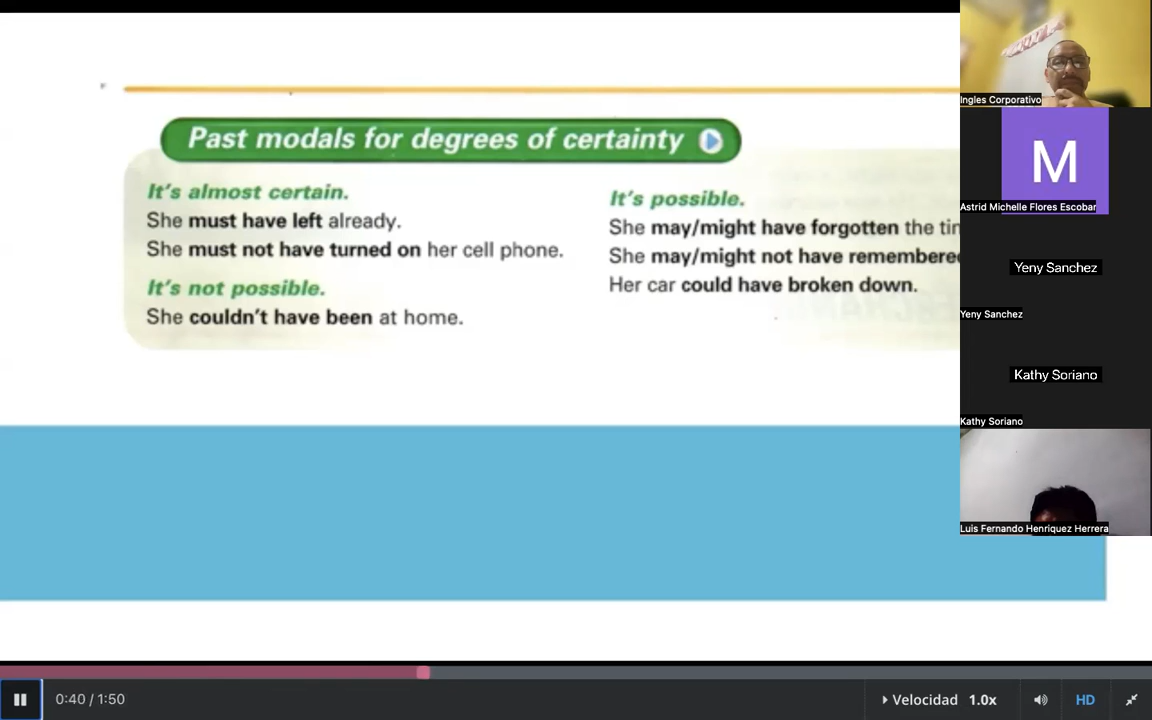 Past modals for degrees of certainty
It's almost certain.
She must have left already.
She must not have turned on her cell phone.
It's not possible.
She couldn't have been at home.
It's possible.
She may/might have forgotten the
She may/might not have remembered
Her car could have broken down.
Ingles Corporativo
M
Astrid Michelle Flores Escobar
Yeny Sanchez
Yeny Sanchez
Kathy Soriano
Kathy Soriano
Luis Fernando Henriquez Herrera
0:40 / 1:50
Velocidad 1.0x
HD